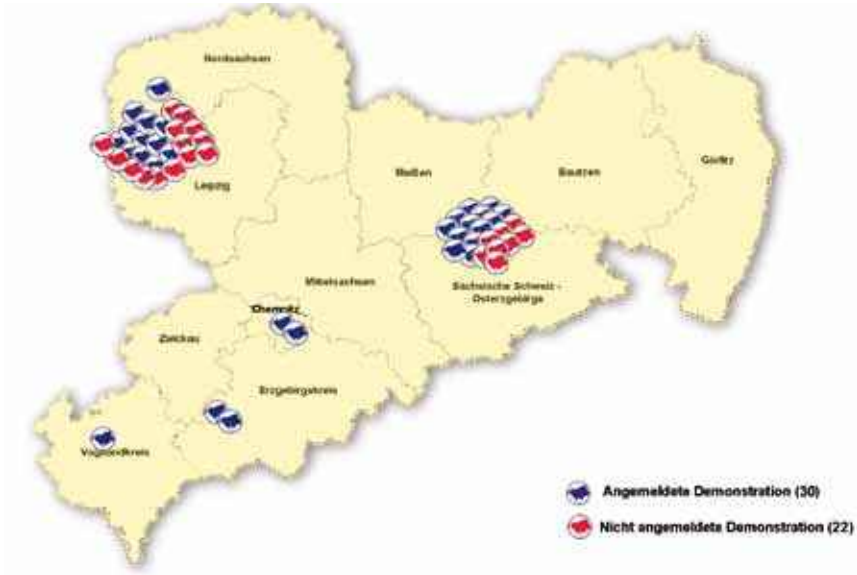 Nordsachsen
Leipzig
Meißen
Bautzen
Görlitz
Mittelsachsen
Sächsische Schweiz -
Osterzgebirge
Chemnitz
Zwickau
Erzgebirgskreis
Vogtlandkreis
Angemeldete Demonstration (30)
Nicht angemeldete Demonstration (22)